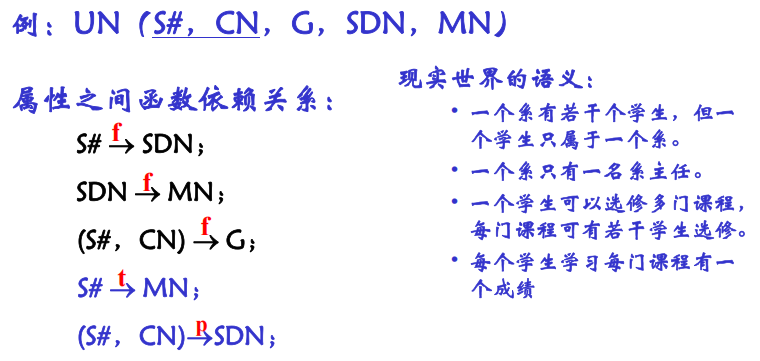 例：UN（S#，CN，G，SDN，MN）
属性之间函数依赖关系：
S# f→ SDN；
SDN f→ MN；
(S#，CN) f→ G；
S# t→ MN；
(S#，CN) p→ SDN；
现实世界的语义：
• 一个系有若干个学生，但一
个学生只属于一个系。
• 一个系只有一名系主任。
• 一个学生可以选修多门课程，
每门课程可有若干学生选修。
• 每个学生学习每门课程有一
个成绩